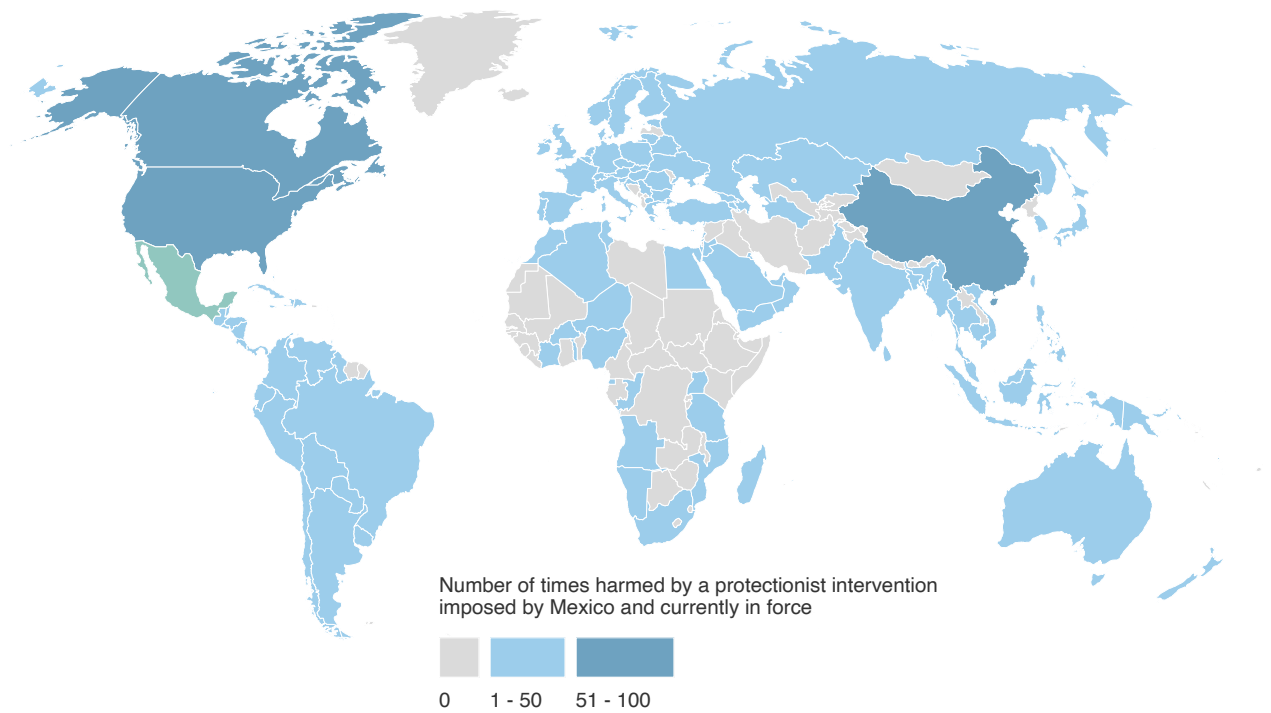 Number of times harmed by a protectionist intervention
imposed by Mexico and currently in force
0 1 - 50 51 - 100